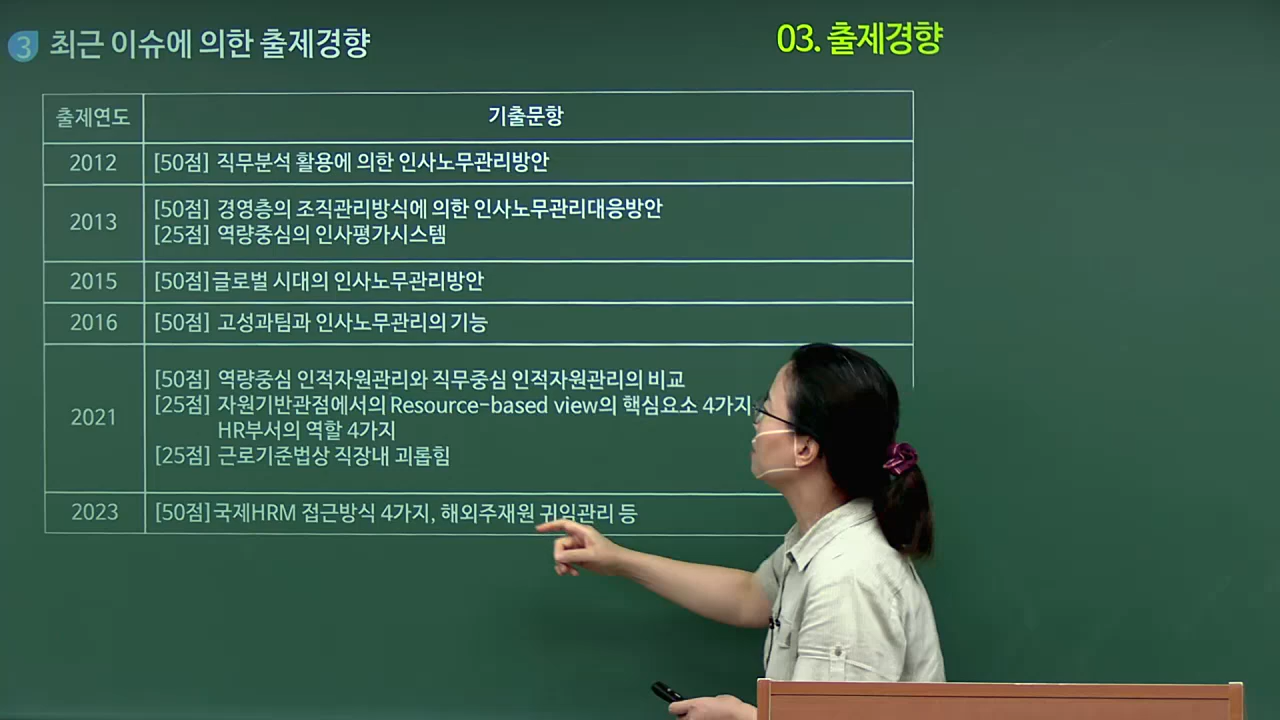 3 최근 이슈에 의한 출제경향
03. 출제경향
출제연도 기출문항
2012 [50점] 직무분석 활용에 의한 인사노무관리방안
2013 [50점] 경영층의 조직관리방식에 의한 인사노무관리대응방안
[25점] 역량중심의 인사평가시스템
2015 [50점]글로벌 시대의 인사노무관리방안
2016 [50점] 고성과팀과 인사노무관리의 기능
2021 [50점] 역량중심 인적자원관리와 직무중심 인적자원관리의 비교
[25점] 자원기반관점에서의 Resource-based view의 핵심요소 4가지
HR부서의 역할 4가지
[25점] 근로기준법상 직장내 괴롭힘
2023 [50점]국제HRM 접근방식 4가지, 해외주재원 귀임관리 등